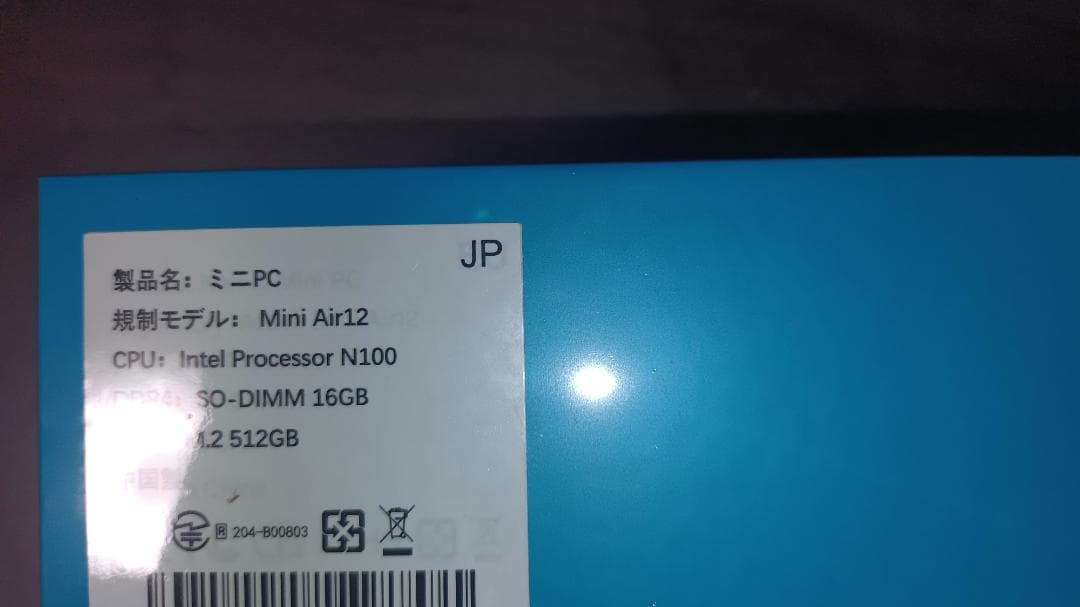 JP
製品名: ミニPC
規制モデル: Mini Air12
CPU: Intel Processor N100
SO-DIMM 16GB
M.2 512GB
R 204-B00803